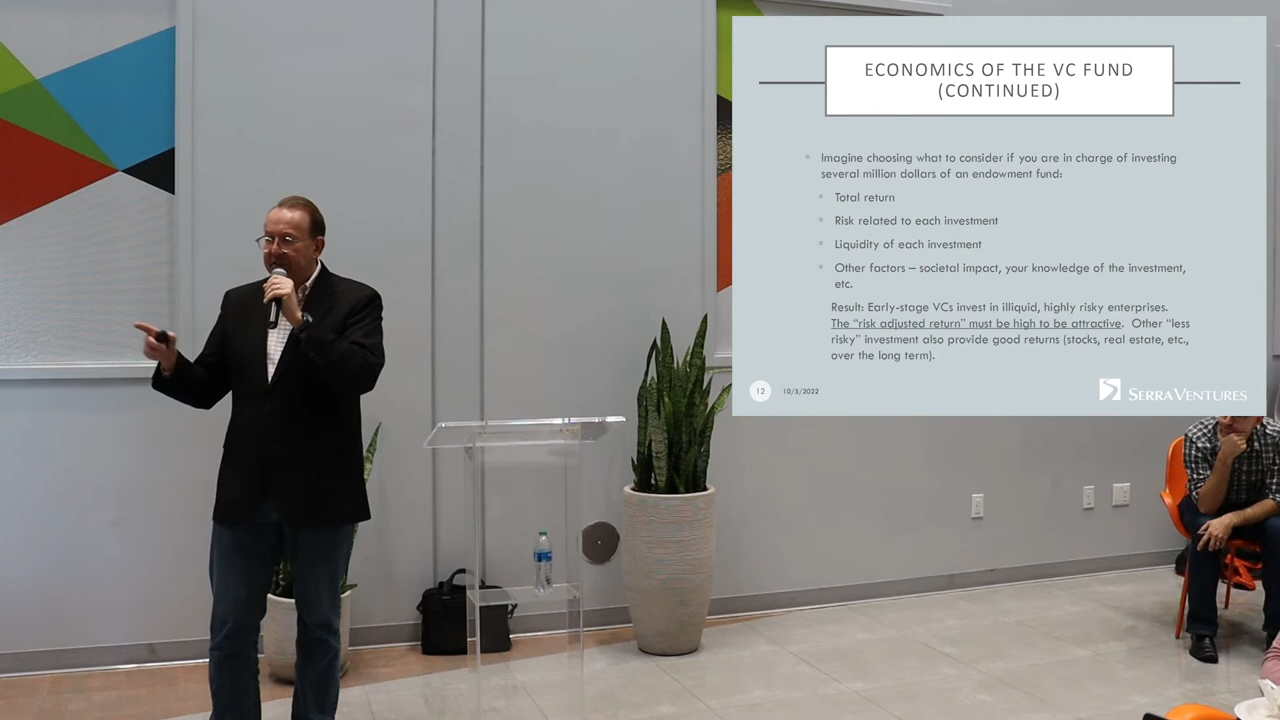 ECONOMICS OF THE VC FUND
(CONTINUED)
Imagine choosing what to consider if you are in charge of investing
several million dollars of an endowment fund:
Total return
Risk related to each investment
Liquidity of each investment
Other factors – societal impact, your knowledge of the investment,
etc.
Result: Early-stage VCs invest in illiquid, highly risky enterprises.
The “risk adjusted return” must be high to be attractive. Other “less
risky” investment also provide good returns (stocks, real estate, etc.,
over the long term).
12
10/5/2022
SERRA VENTURES